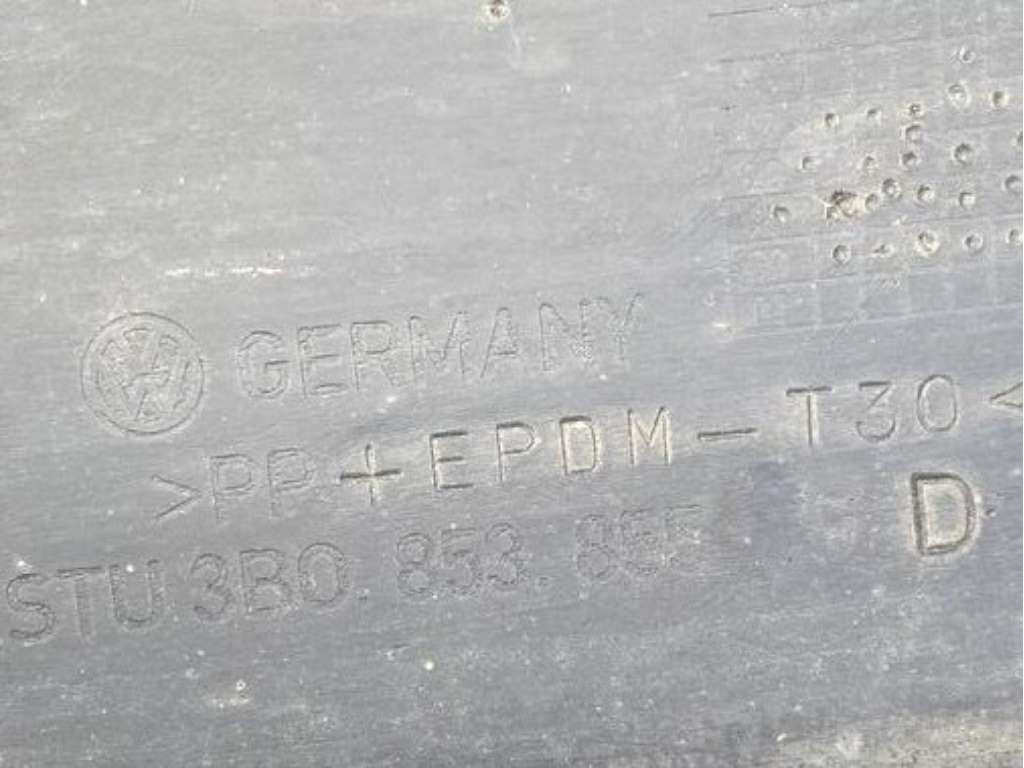 GERMANY
>PP+EPDM-T30<
STU 3B0. 853.
D